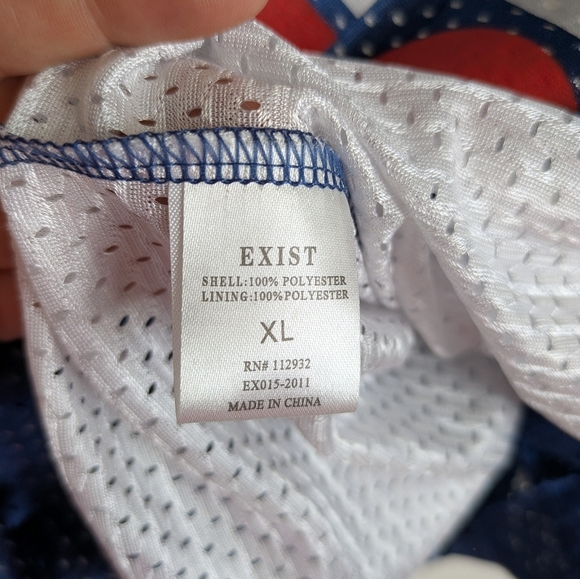 EXIST
SHELL:100% POLYESTER
LINING:100%POLYESTER
XL
RN# 112932
EX015-2011
MADE IN CHINA